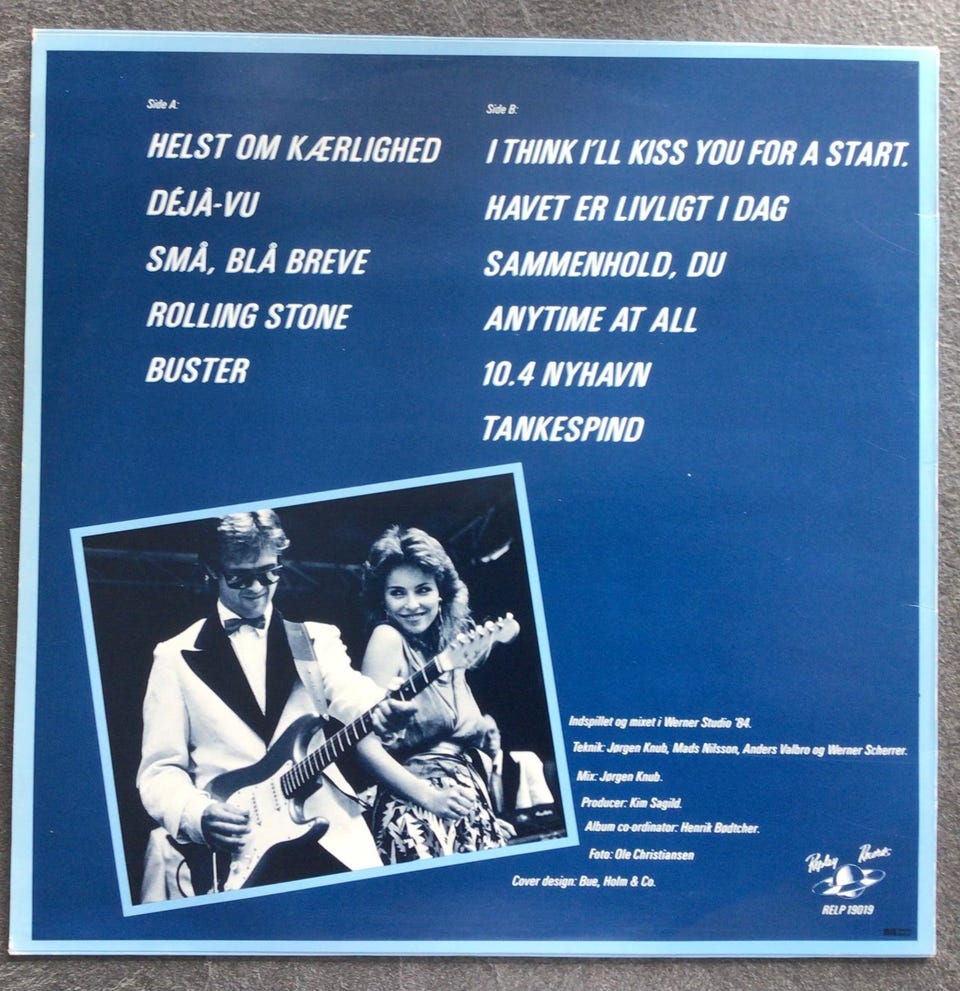 Side A:
HELST OM KÆRLIGHED
DÉJÀ-VU
SMÅ, BLÅ BREVE
ROLLING STONE
BUSTER
Side B:
I THINK I'LL KISS YOU FOR A START.
HAVET ER LIVLIGT I DAG
SAMMENHOLD, DU
ANYTIME AT ALL
10.4 NYHAVN
TANKESPIND
Indspillet og mixet i Werner Studio '84.
Teknik: Jørgen Knub, Mads Nilsson, Anders Valbro og Werner Scherrer.
Mix: Jørgen Knub.
Producer: Kim Sagild.
Album co-ordinator: Henrik Bødtcher.
Foto: Ole Christiansen
Cover design: Bue, Holm & Co.
Replay Records
RELP 19019